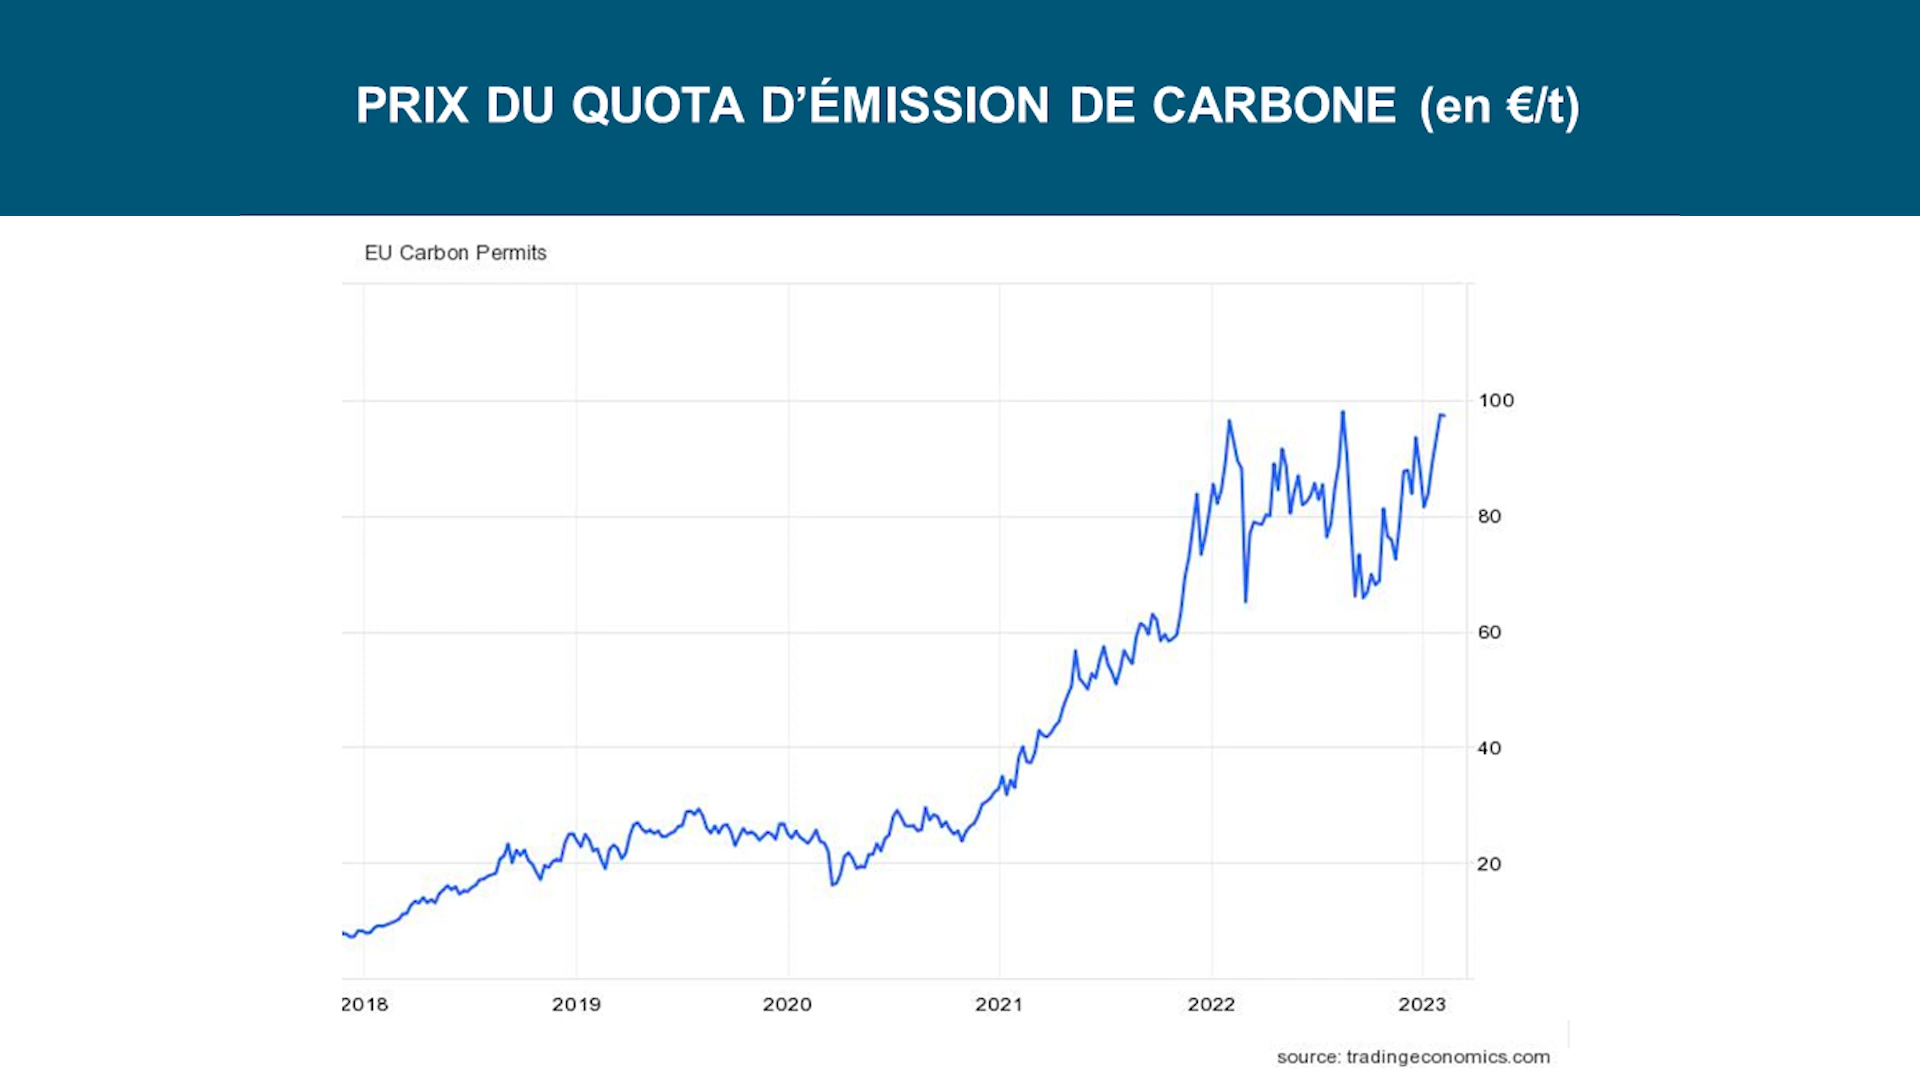 PRIX DU QUOTA D’ÉMISSION DE CARBONE (en €/t)
EU Carbon Permits
100
80
60
40
20
2018 2019 2020 2021 2022 2023
source: tradingeconomics.com